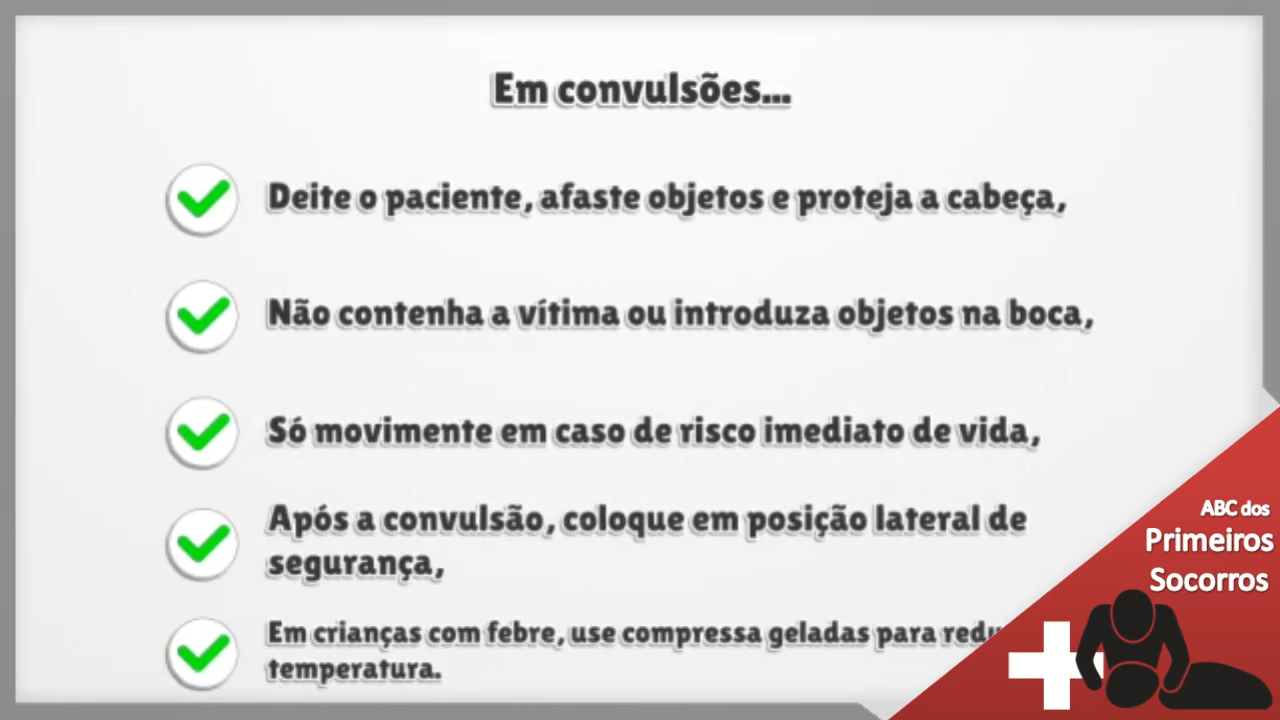 Em convulsões...
Deite o paciente, afaste objetos e proteja a cabeça,
Não contenha a vítima ou introduza objetos na boca,
Só movimente em caso de risco imediato de vida,
Após a convulsão, coloque em posição lateral de
segurança,
Em crianças com febre, use compressa geladas para
temperatura.
ABC dos
Primeiros
Socorros